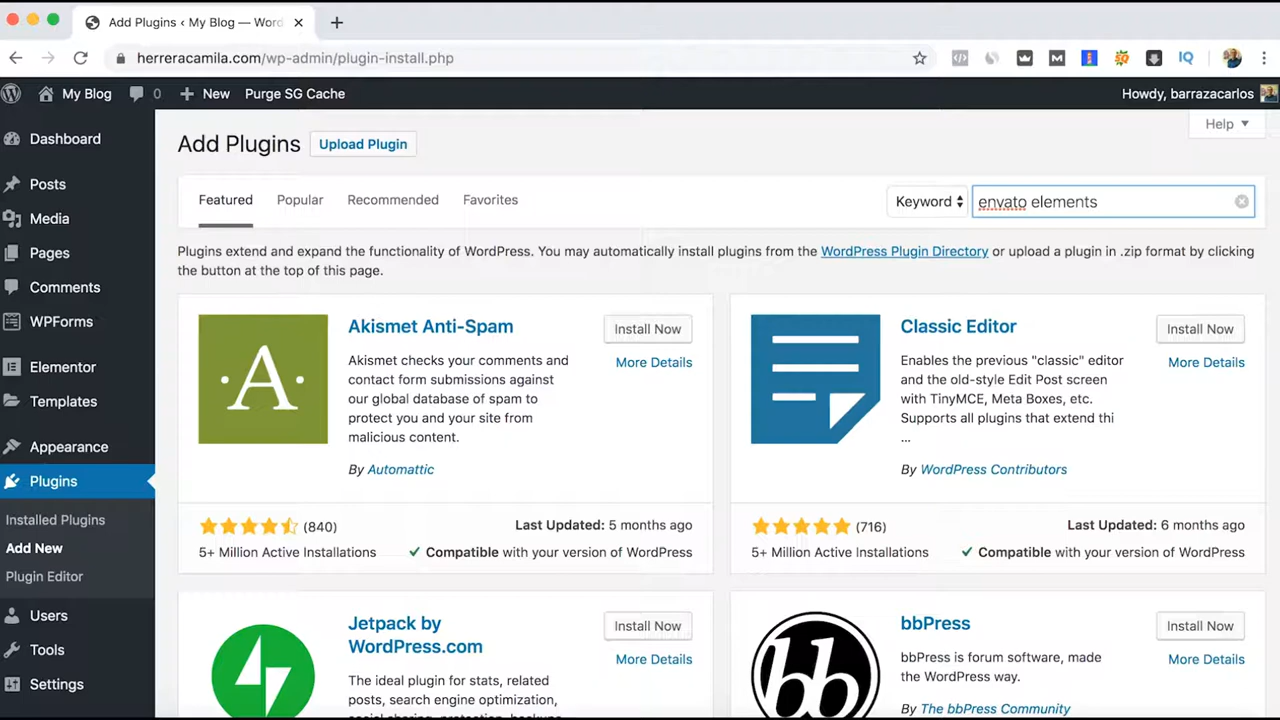 Add Plugins ‹ My Blog — Word
herreracamila.com/wp-admin/plugin-install.php
IQ
My Blog
0
New
Purge SG Cache
Howdy, barrazacarlos
Dashboard
Posts
Media
Pages
Comments
WPForms
Elementor
Templates
Appearance
Plugins
Installed Plugins
Add New
Plugin Editor
Users
Tools
Settings
Add Plugins
Upload Plugin
Help
Featured
Popular
Recommended
Favorites
Keyword
envato elements
Plugins extend and expand the functionality of WordPress. You may automatically install plugins from the WordPress Plugin Directory or upload a plugin in .zip format by clicking
the button at the top of this page.
A
Akismet Anti-Spam
Install Now
More Details
Akismet checks your comments and
contact form submissions against
our global database of spam to
protect you and your site from
malicious content.
By Automattic
(840)
Last Updated: 5 months ago
5+ Million Active Installations
Compatible with your version of WordPress
Classic Editor
Install Now
More Details
Enables the previous "classic" editor
and the old-style Edit Post screen
with TinyMCE, Meta Boxes, etc.
Supports all plugins that extend thi
...
By WordPress Contributors
(716)
Last Updated: 6 months ago
5+ Million Active Installations
Compatible with your version of WordPress
Jetpack by
WordPress.com
Install Now
More Details
The ideal plugin for stats, related
posts, search engine optimization,
bb
bbPress
Install Now
More Details
bbPress is forum software, made
the WordPress way.
By The bbPress Community